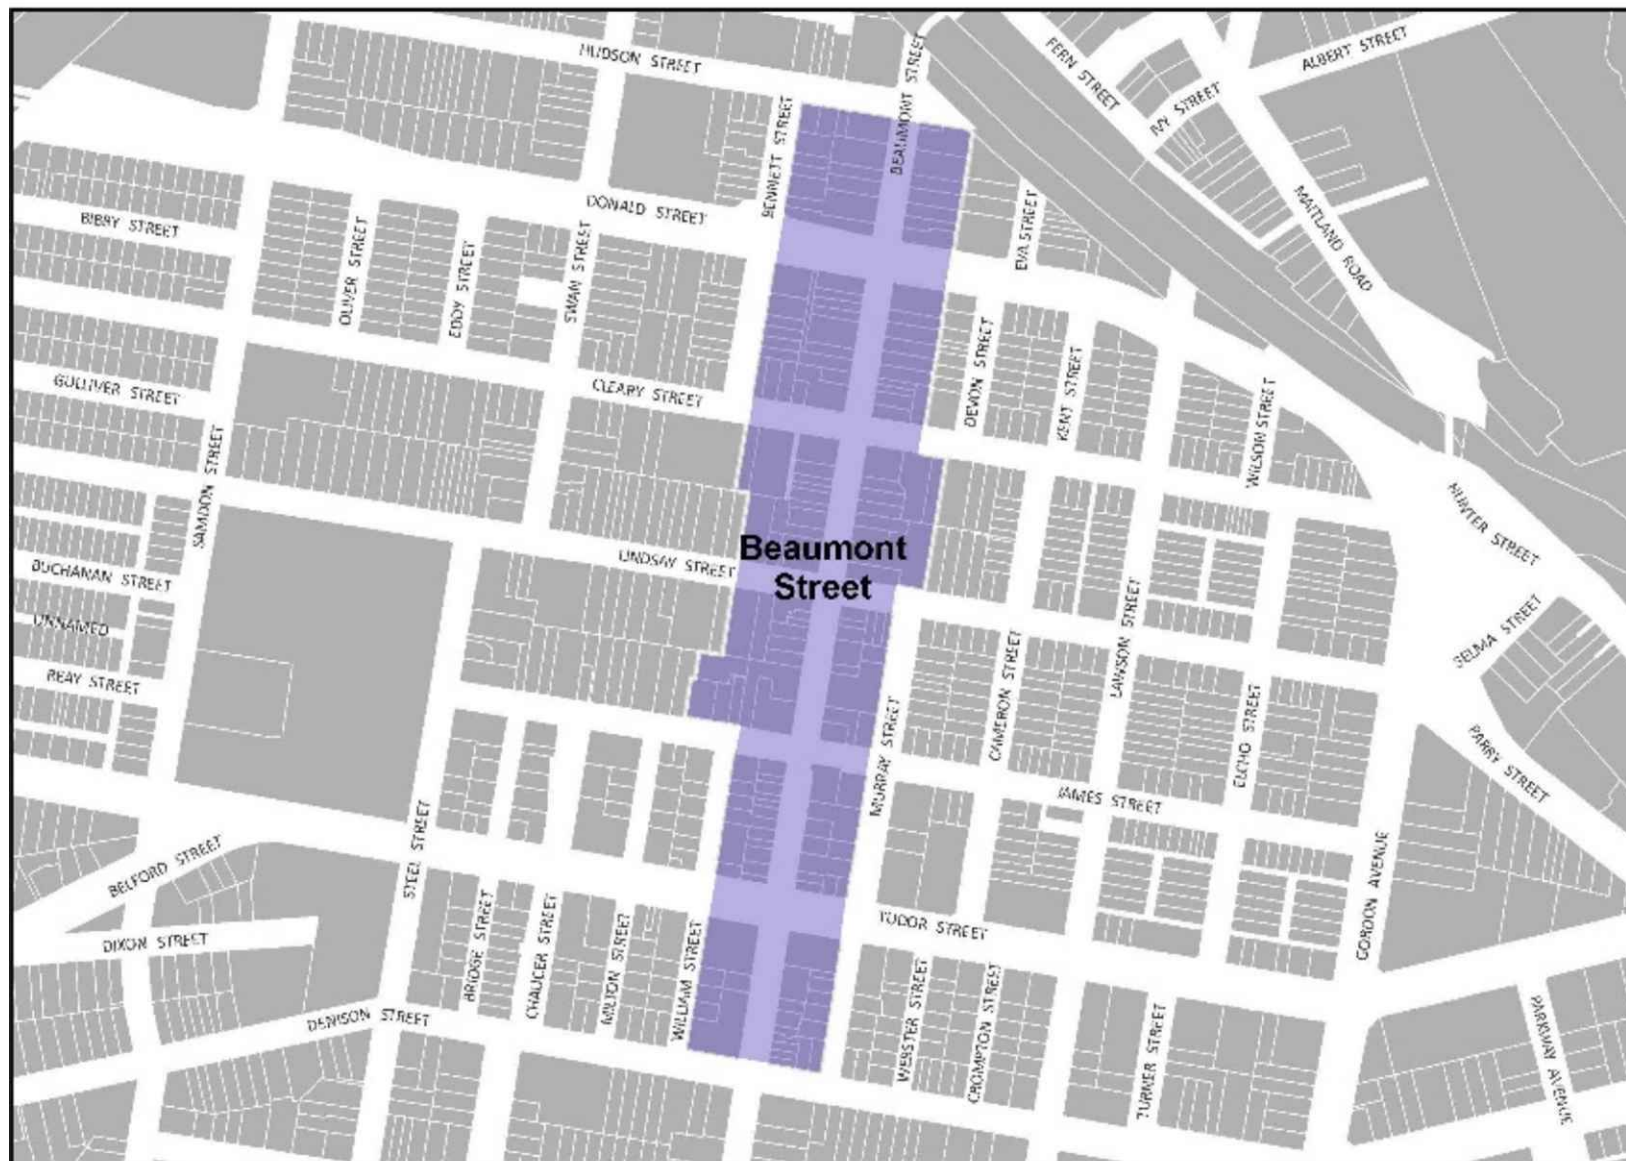 HUDSON STREET
BEAUMONT STREET
FERN STREET
ALBERT STREET
IVY STREET
BENNETT STREET
MAITLAND ROAD
DONALD STREET
BIBBY STREET
OLIVER STREET
EDDY STREET
SWAN STREET
EVA STREET
DEVON STREET
KENT STREET
WILSON STREET
CLEARY STREET
GULLIVER STREET
SAMDON STREET
HUNTER STREET
LINDSAY STREET
Beaumont
Street
BUCHANAN STREET
UNNAMED
REAY STREET
LAWSON STREET
CAMERON STREET
SELMA STREET
ELCHO STREET
PARRY STREET
MURRAY STREET
JAMES STREET
STEEL STREET
BELFORD STREET
GORDON AVENUE
TUDOR STREET
DIXON STREET
BRIDGE STREET
CHAUCER STREET
MILTON STREET
WILLIAM STREET
DENISON STREET
WEBSTER STREET
CROMPTON STREET
TURNER STREET
PARKWAY AVENUE